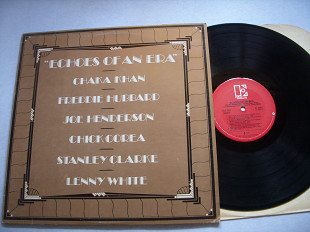 "ECHOES OF AN ERA"
CHAKA KHAN
FREDDIE HUBBARD
JOE HENDERSON
CHICK COREA
STANLEY CLARKE
LENNY WHITE